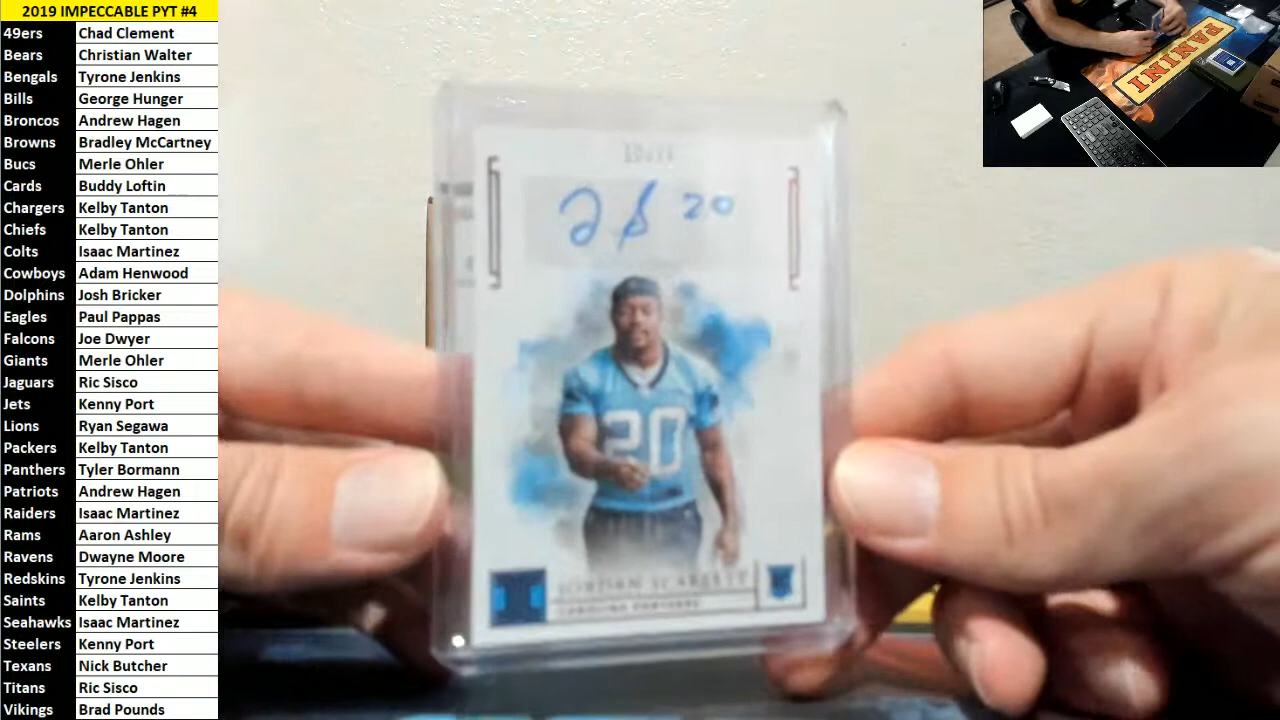 2019 IMPECCABLE PYT #4
49ers Chad Clement
Bears Christian Walter
Bengals Tyrone Jenkins
Bills George Hunger
Broncos Andrew Hagen
Browns Bradley McCartney
Bucs Merle Ohler
Cards Buddy Loftin
Chargers Kelby Tanton
Chiefs Kelby Tanton
Colts Isaac Martinez
Cowboys Adam Henwood
Dolphins Josh Bricker
Eagles Paul Pappas
Falcons Joe Dwyer
Giants Merle Ohler
Jaguars Ric Sisco
Jets Kenny Port
Lions Ryan Segawa
Packers Kelby Tanton
Panthers Tyler Bormann
Patriots Andrew Hagen
Raiders Isaac Martinez
Rams Aaron Ashley
Ravens Dwayne Moore
Redskins Tyrone Jenkins
Saints Kelby Tanton
Seahawks Isaac Martinez
Steelers Kenny Port
Texans Nick Butcher
Titans Ric Sisco
Vikings Brad Pounds
20
20
JORDAN SCARLETT
CAROLINA PANTHERS
PANINI